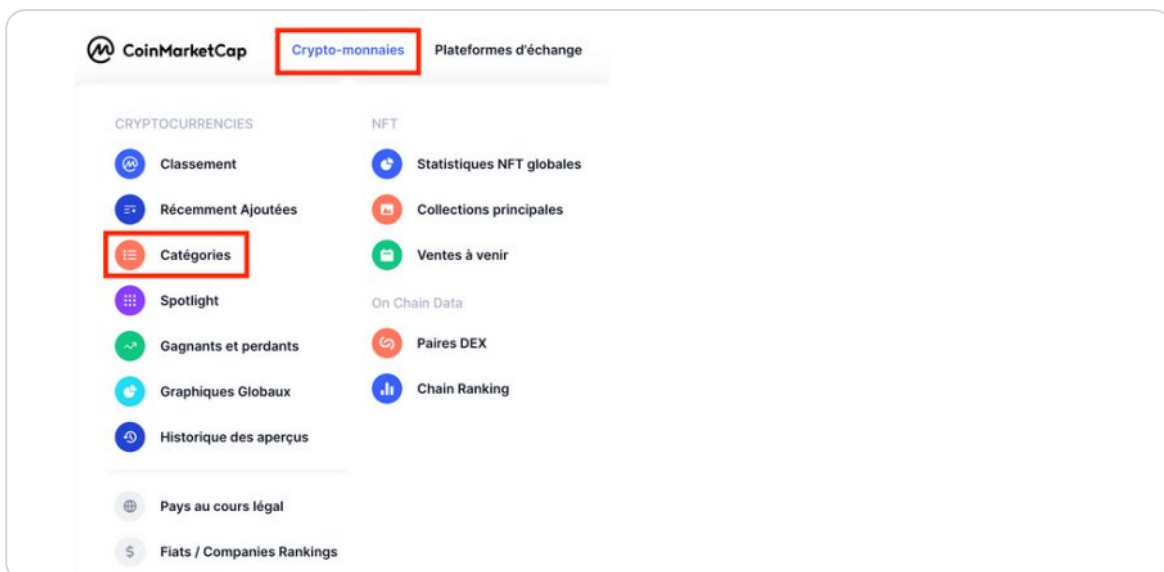 CoinMarketCap
Crypto-monnaies
Plateformes d'échange
CRYPTOCURRENCIES
Classement
Récemment Ajoutées
Catégories
Spotlight
Gagnants et perdants
Graphiques Globaux
Historique des aperçus
Pays au cours légal
$
Fiats / Companies Rankings
NFT
Statistiques NFT globales
Collections principales
Ventes à venir
On Chain Data
Paires DEX
Chain Ranking